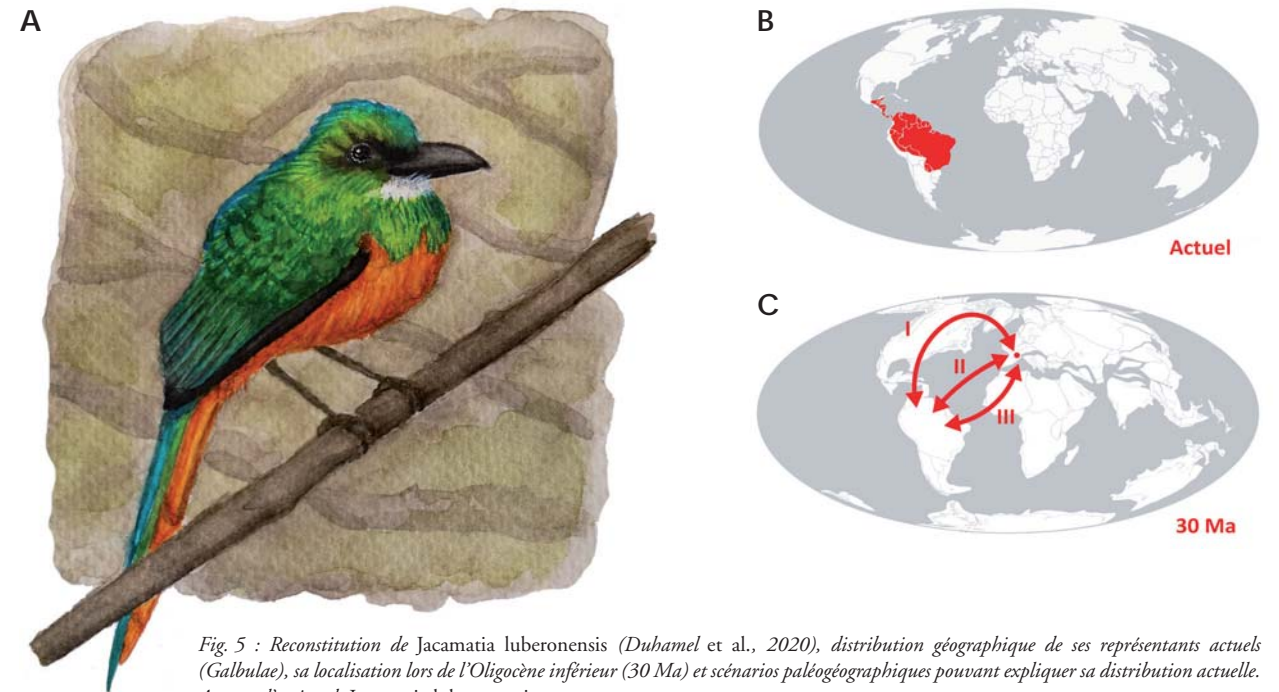 A
B
Actuel
C
I
II
III
30 Ma
Fig. 5 : Reconstitution de Jacamatia luberonensis (Duhamel et al., 2020), distribution géographique de ses représentants actuels
(Galbulae), sa localisation lors de l’Oligocène inférieur (30 Ma) et scénarios paléogéographiques pouvant expliquer sa distribution actuelle.